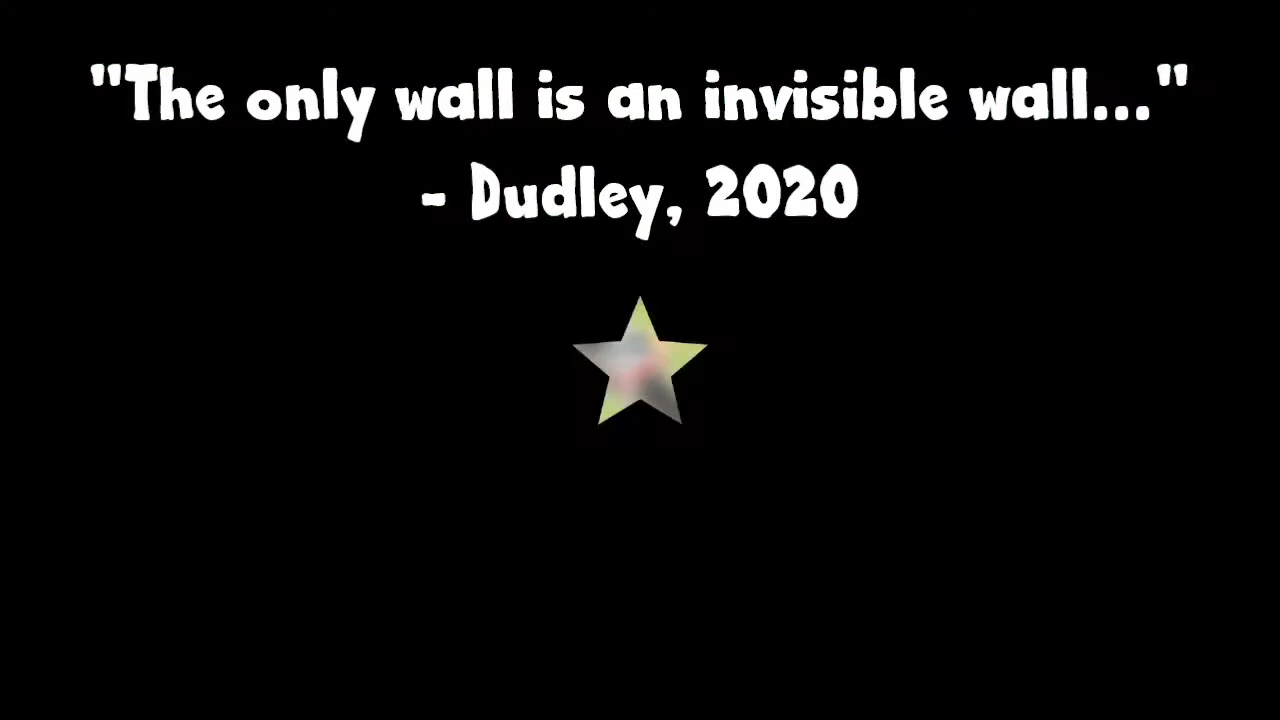 "The only wall is an invisible wall..."
- Dudley, 2020